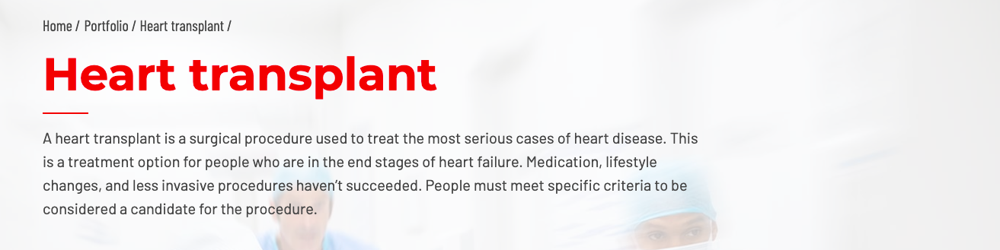 Home / Portfolio / Heart transplant /
Heart transplant
A heart transplant is a surgical procedure used to treat the most serious cases of heart disease. This
is a treatment option for people who are in the end stages of heart failure. Medication, lifestyle
changes, and less invasive procedures haven’t succeeded. People must meet specific criteria to be
considered a candidate for the procedure.